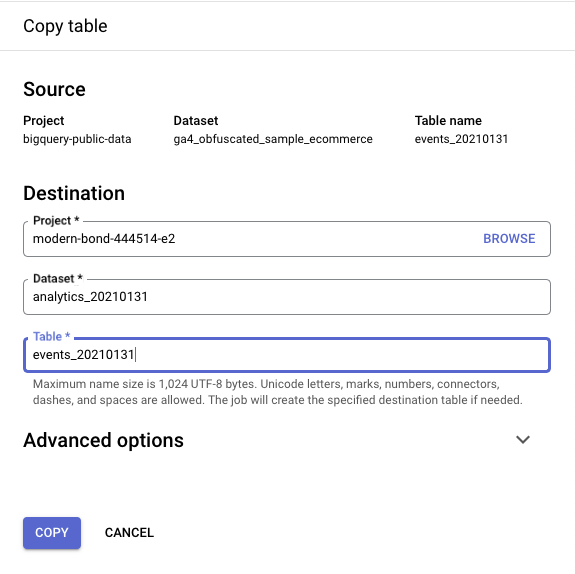 Copy table
Source
Project Dataset Table name
bigquery-public-data ga4_obfuscated_sample_ecommerce events_20210131
Destination
Project *
modern-bond-444514-e2 BROWSE
Dataset *
analytics_20210131
Table *
events_20210131
Maximum name size is 1,024 UTF-8 bytes. Unicode letters, marks, numbers, connectors,
dashes, and spaces are allowed. The job will create the specified destination table if needed.
Advanced options
COPY CANCEL